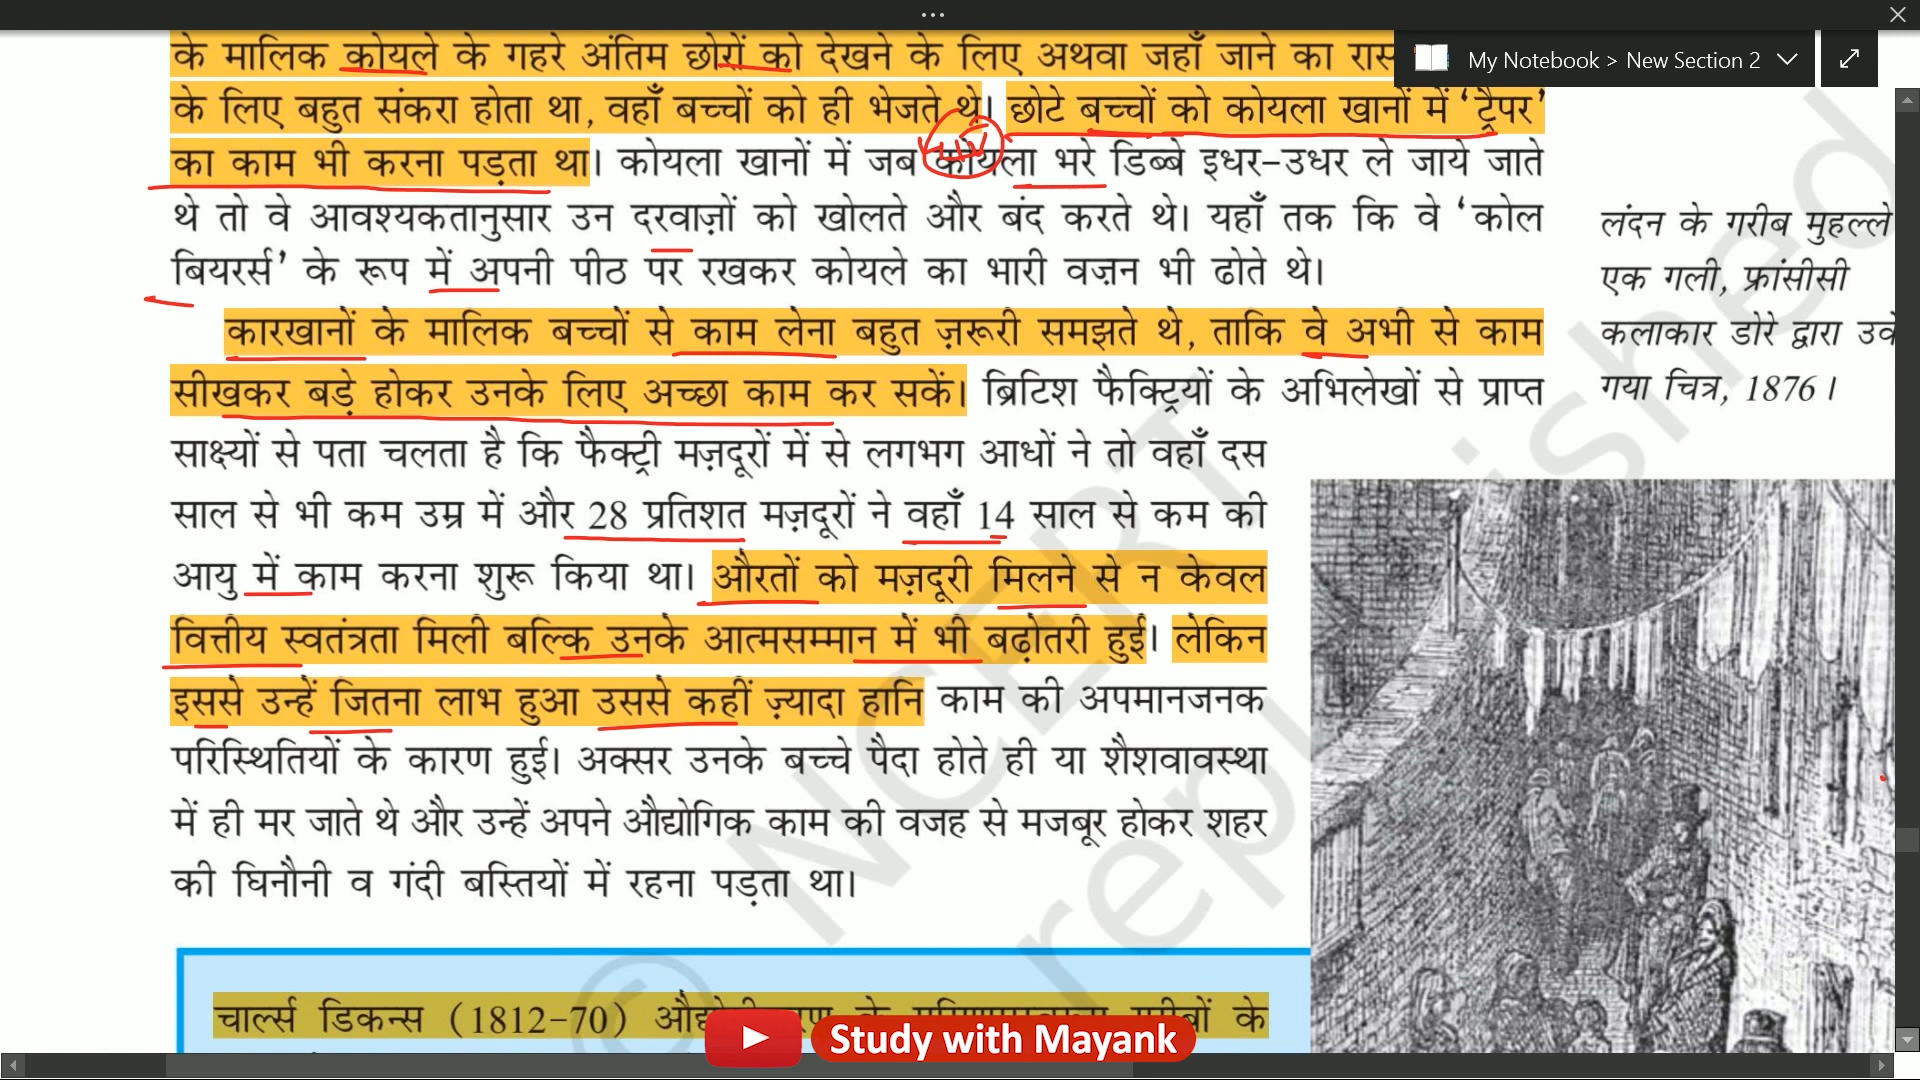 ...
My Notebook > New Section 2
के मालिक कोयले के गहरे अंतिम छोरों को देखने के लिए अथवा जहाँ जाने का
के लिए बहुत संकरा होता था, वहाँ बच्चों को ही भेजते थे। छोटे बच्चों को कोयला खानों में ‘ट्रैपर’
का काम भी करना पड़ता था। कोयला खानों में जब कोयला भरे डिब्बे इधर-उधर ले जाये जाते
थे तो वे आवश्यकतानुसार उन दरवाज़ों को खोलते और बंद करते थे। यहाँ तक कि वे ‘कोल
बियरर्स’ के रूप में अपनी पीठ पर रखकर कोयले का भारी वज़न भी ढोते थे।
कारखानों के मालिक बच्चों से काम लेना बहुत ज़रूरी समझते थे, ताकि वे अभी से काम
सीखकर बड़े होकर उनके लिए अच्छा काम कर सकें। ब्रिटिश फैक्ट्रियों के अभिलेखों से प्राप्त
साक्ष्यों से पता चलता है कि फैक्ट्री मज़दूरों में से लगभग आधों ने तो वहाँ दस
साल से भी कम उम्र में और 28 प्रतिशत मज़दूरों ने वहाँ 14 साल से कम की
आयु में काम करना शुरू किया था। औरतों को मज़दूरी मिलने से न केवल
वित्तीय स्वतंत्रता मिली बल्कि उनके आत्मसम्मान में भी बढ़ोतरी हुई। लेकिन
इससे उन्हें जितना लाभ हुआ उससे कहीं ज़्यादा हानि काम की अपमानजनक
परिस्थितियों के कारण हुई। अक्सर उनके बच्चे पैदा होते ही या शैशवावस्था
में ही मर जाते थे और उन्हें अपने औद्योगिक काम की वजह से मजबूर होकर शहर
की घिनौनी व गंदी बस्तियों में रहना पड़ता था।
लंदन के गरीब मुहल्ले
एक गली, फ्रांसीसी
कलाकार डोरे द्वारा
गया चित्र, 1876।
© NCERT
चार्ल्स डिकन्स (1812-70) के
Study with Mayank